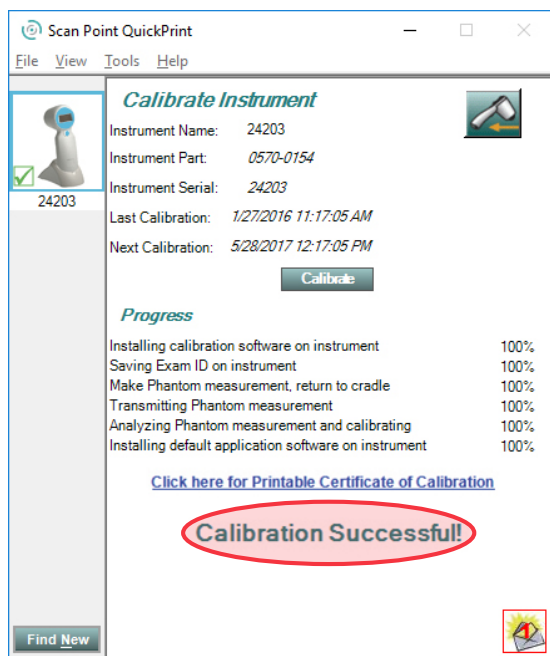 Scan Point QuickPrint
File View Tools Help
24203
Calibrate Instrument
Instrument Name: 24203
Instrument Part: 0570-0154
Instrument Serial: 24203
Last Calibration: 1/27/2016 11:17:05 AM
Next Calibration: 5/28/2017 12:17:05 PM
Calibrate
Progress
Installing calibration software on instrument 100%
Saving Exam ID on instrument 100%
Make Phantom measurement, return to cradle 100%
Transmitting Phantom measurement 100%
Analyzing Phantom measurement and calibrating 100%
Installing default application software on instrument 100%
Click here for Printable Certificate of Calibration
Calibration Successful!
Find New